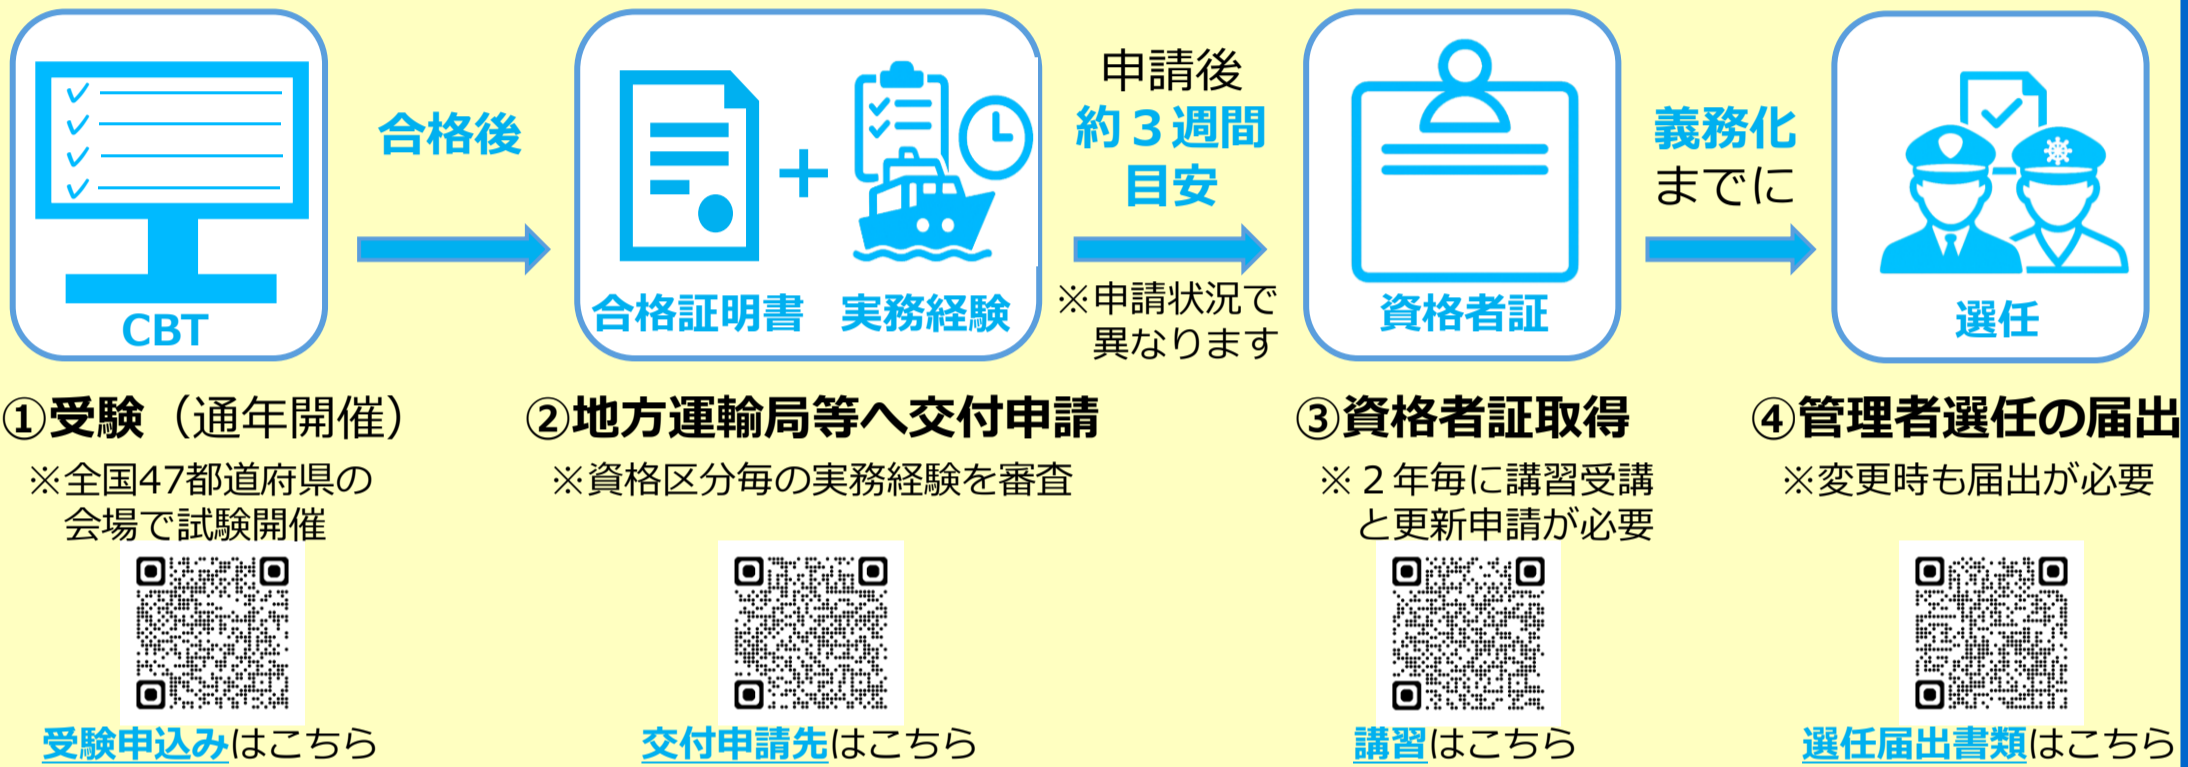 CBT
合格後
合格証明書 実務経験
申請後
約３週間
目安
※申請状況で
異なります
資格者証
義務化
までに
選任
①受験（通年開催）
※全国47都道府県の
会場で試験開催
受験申込みはこちら
②地方運輸局等へ交付申請
※資格区分毎の実務経験を審査
交付申請先はこちら
③資格者証取得
※２年毎に講習受講
と更新申請が必要
講習はこちら
④管理者選任の届出
※変更時も届出が必要
選任届出書類はこちら